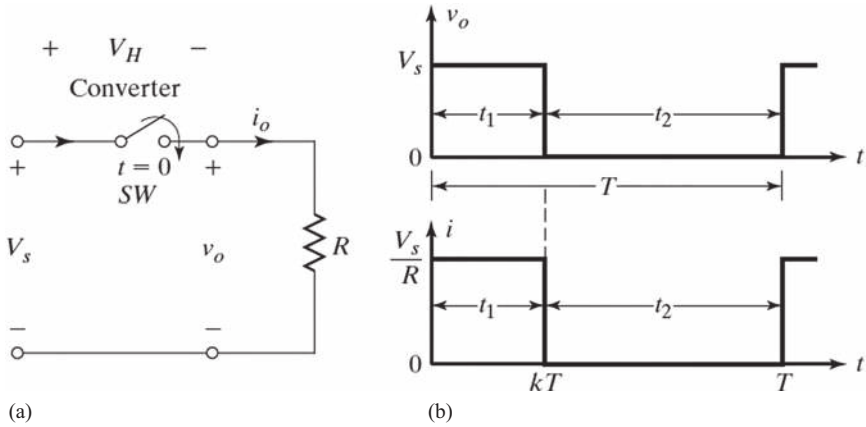 + V_H −
Converter
i_o
+ t = 0 +
SW
V_s v_o R
− −
(a)
v_o
V_s
t_1 t_2
0 t
T
i
V_s
R
t_1 t_2
0 t
kT T
(b)